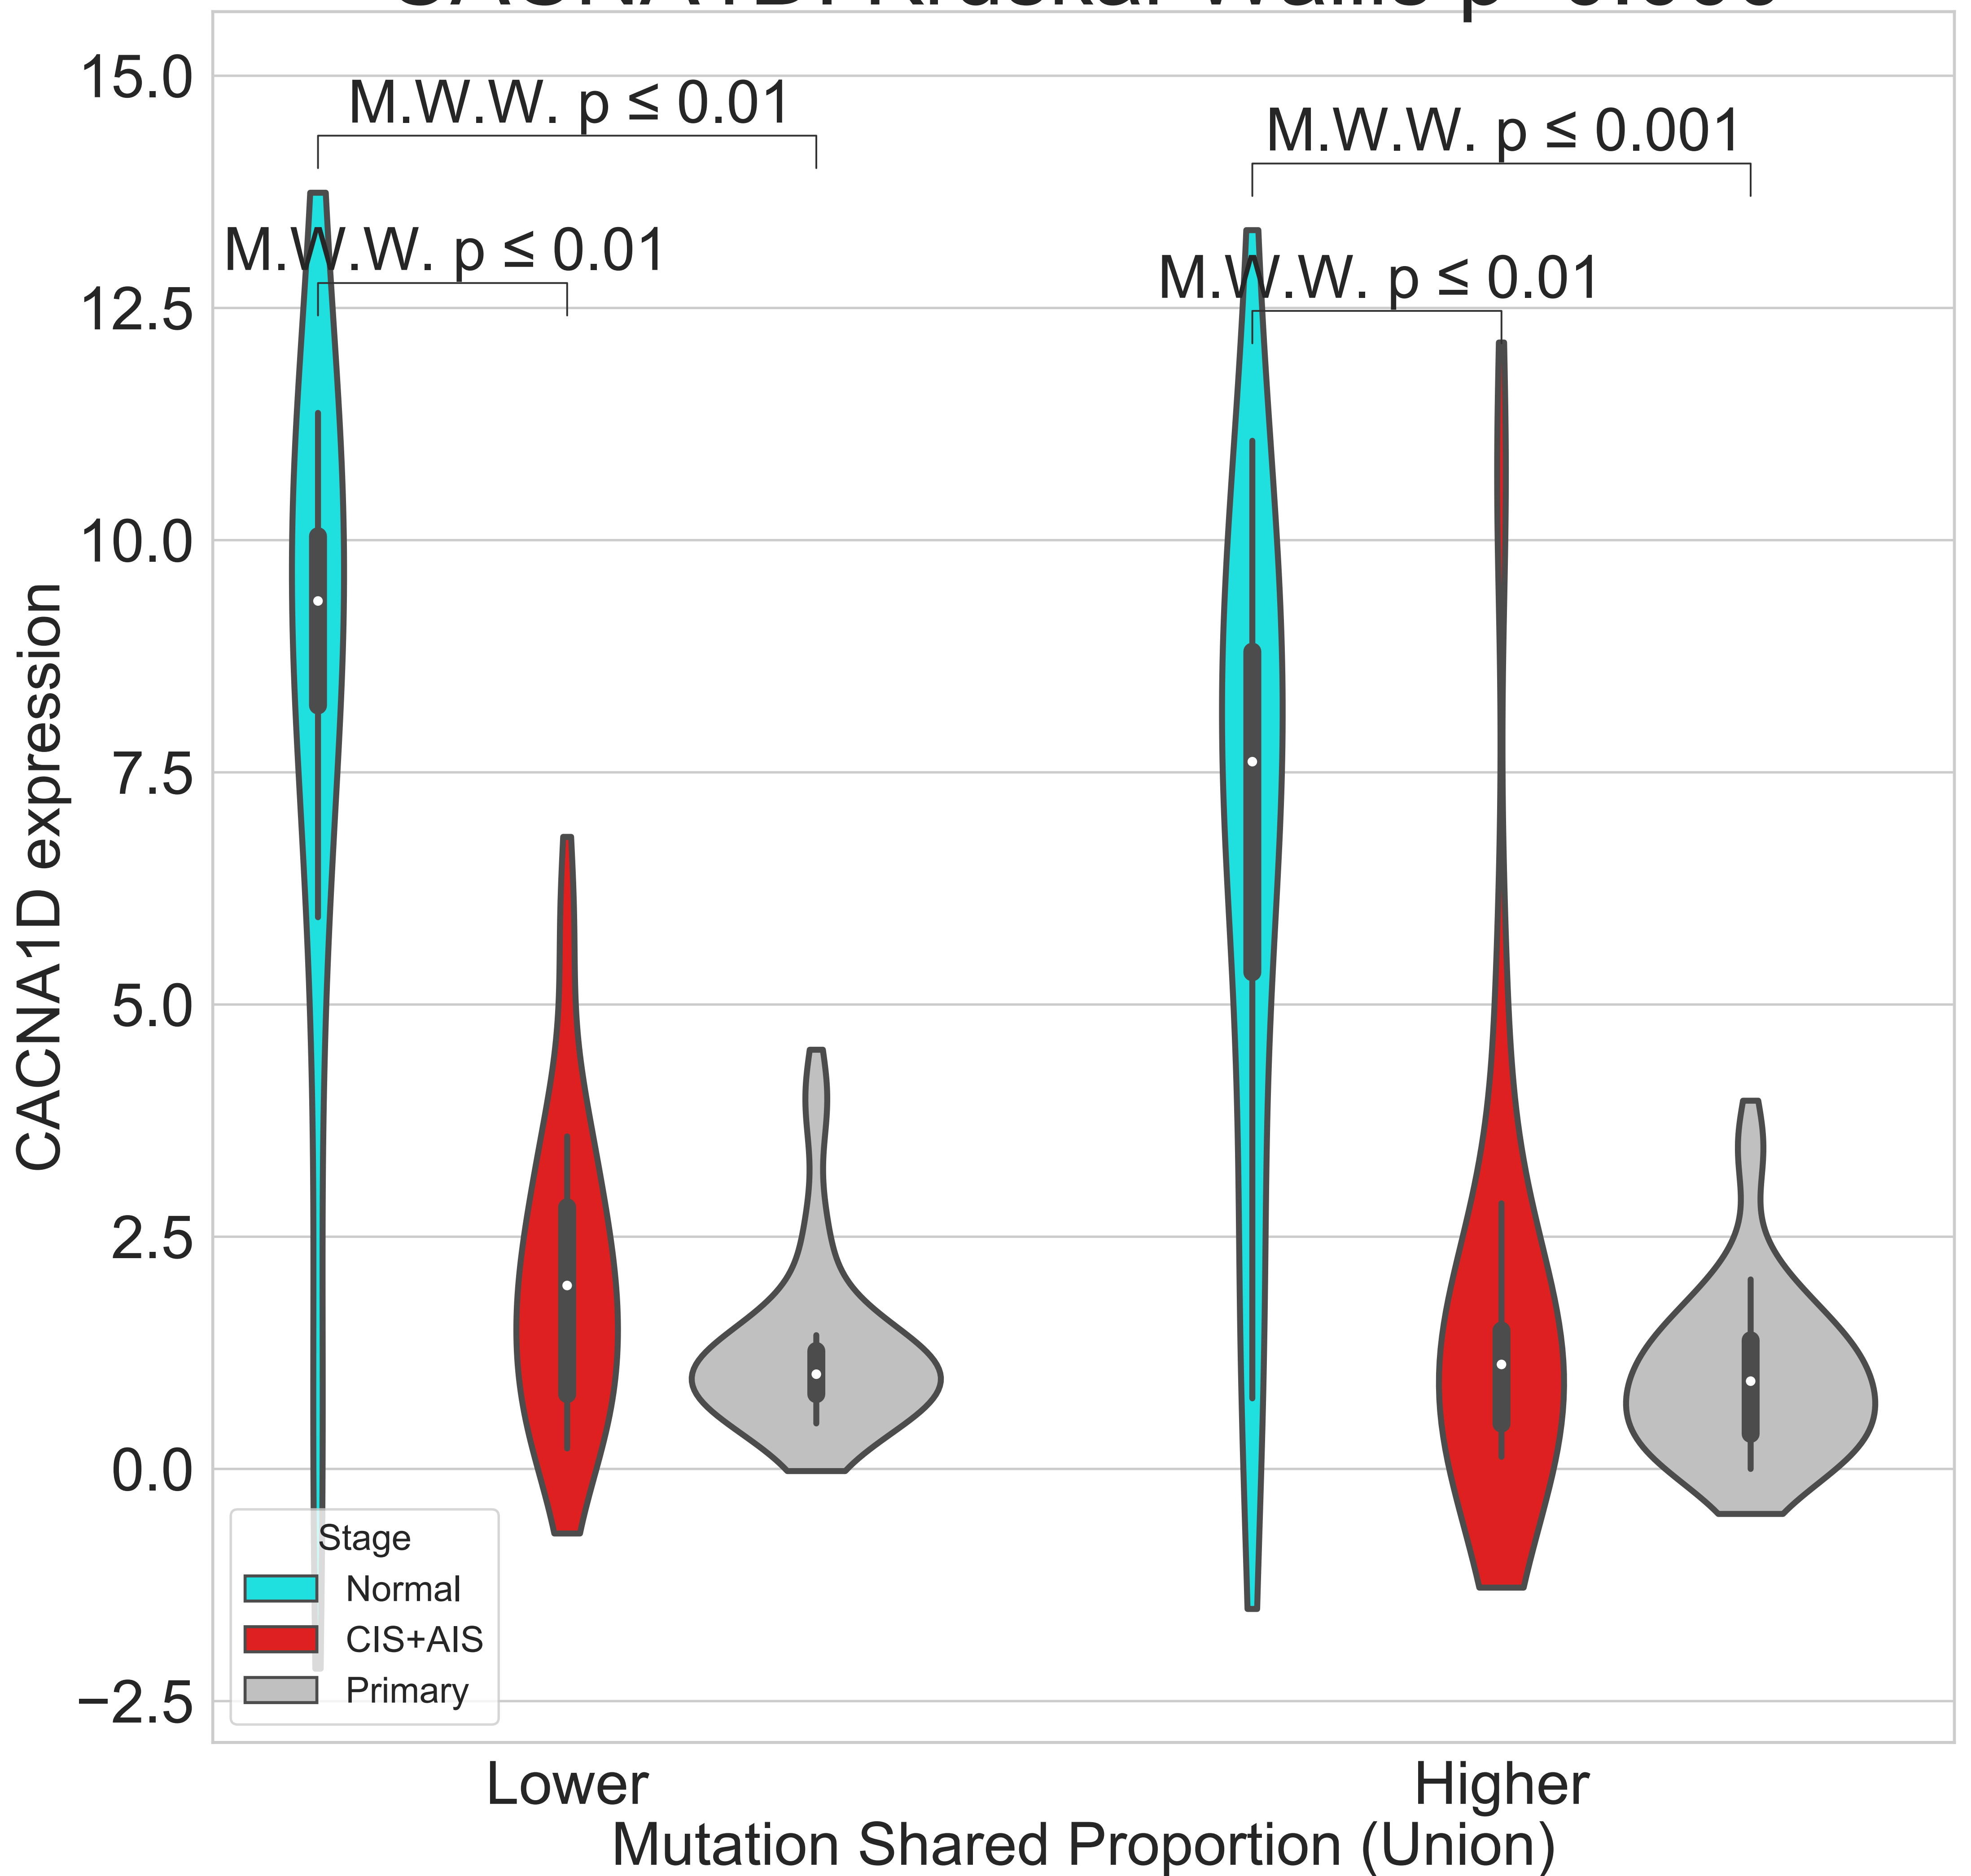 15.0
12.5
10.0
7.5
5.0
2.5
0.0
−2.5
CACNA1D expression
M.W.W. p ≤ 0.01
M.W.W. p ≤ 0.01
M.W.W. p ≤ 0.001
M.W.W. p ≤ 0.01
Stage
Normal
CIS+AIS
Primary
Lower
Higher
Mutation Shared Proportion (Union)